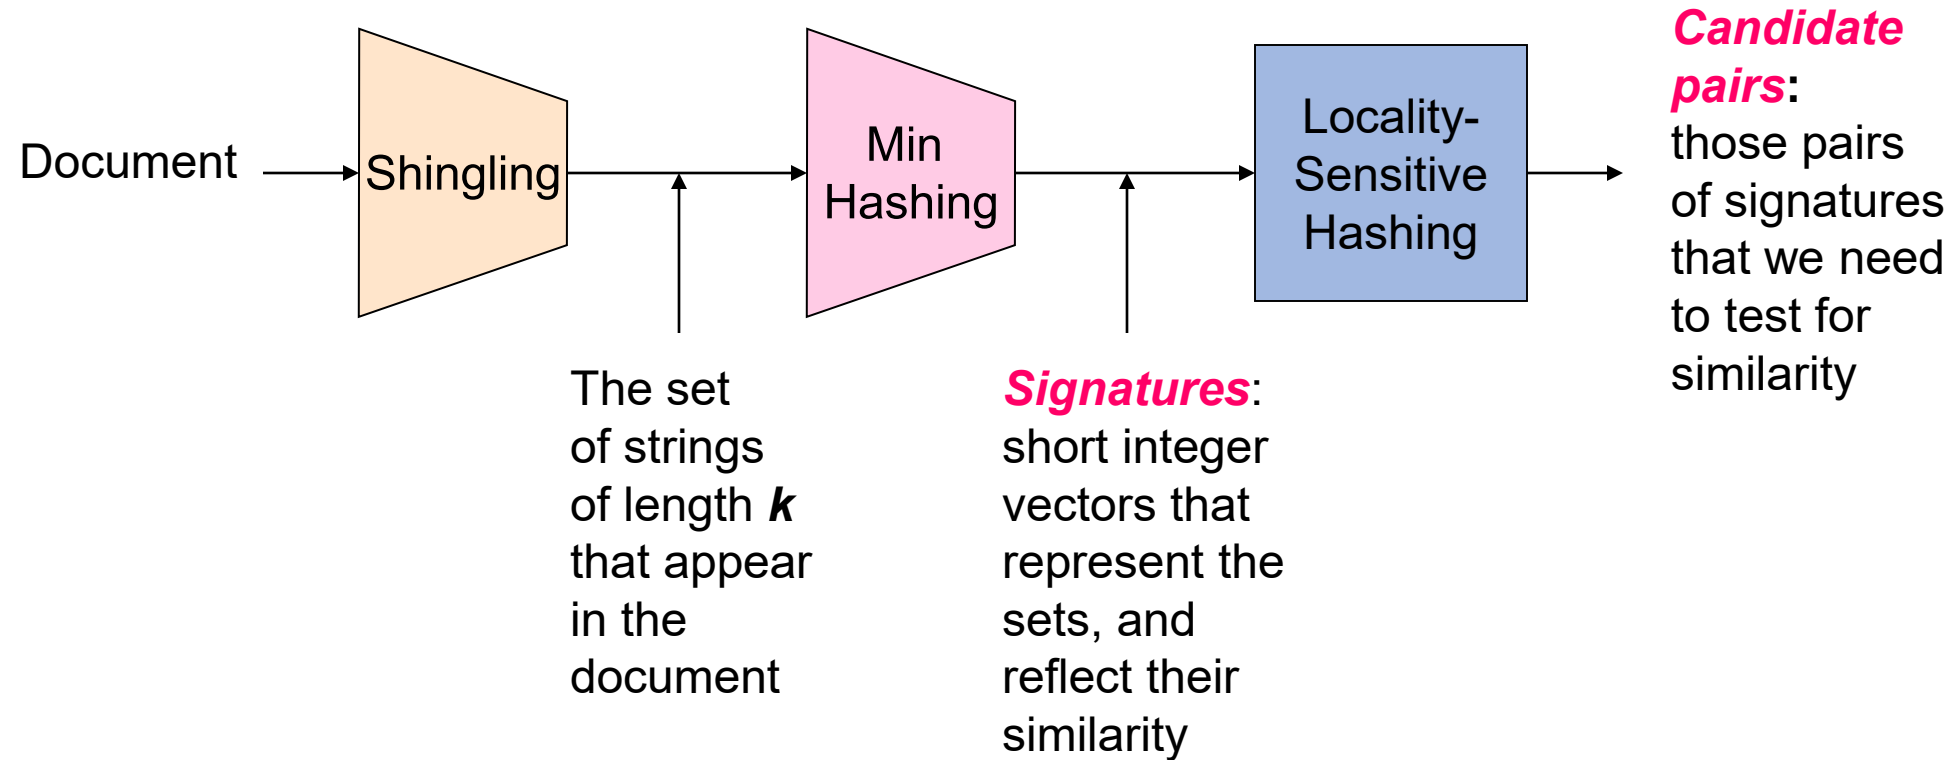 Document
Shingling
The set
of strings
of length k
that appear
in the
document
Min
Hashing
Signatures:
short integer
vectors that
represent the
sets, and
reflect their
similarity
Locality-
Sensitive
Hashing
Candidate
pairs:
those pairs
of signatures
that we need
to test for
similarity